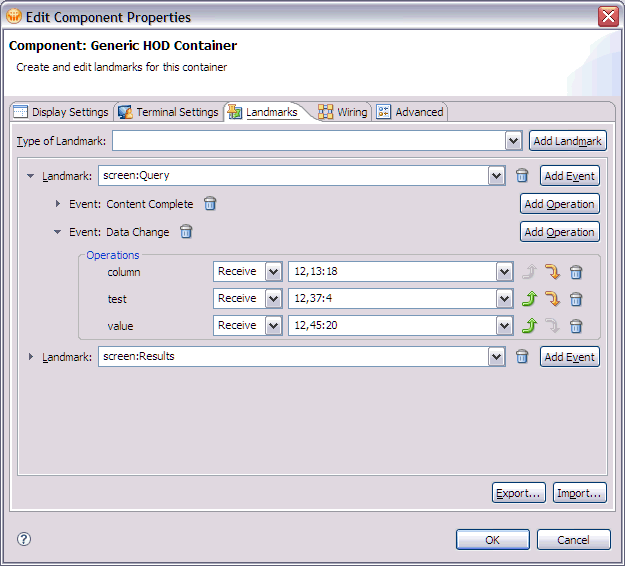 Edit Component Properties
Component: Generic HOD Container
Create and edit landmarks for this container
Display Settings Terminal Settings Landmarks Wiring Advanced
Type of Landmark: Add Landmark
Landmark: screen:Query Add Event
Event: Content Complete Add Operation
Event: Data Change Add Operation
Operations
column Receive 12,13:18
test Receive 12,37:4
value Receive 12,45:20
Landmark: screen:Results Add Event
Export... Import...
? OK Cancel